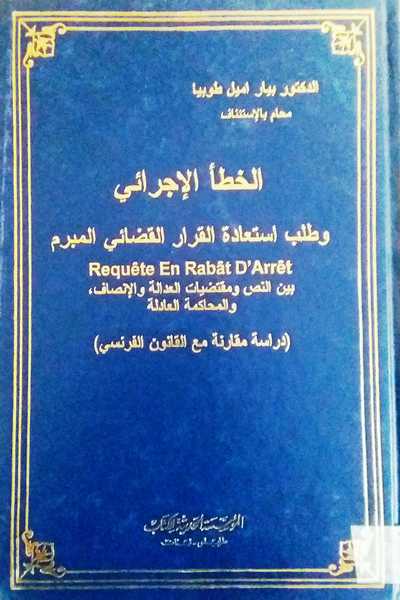 الدكتور بيار اميل طوبيا
محام بالإستئناف
الخطأ الإجرائي
وطلب استعادة القرار القضائي المبرم
Requête En Rabât D'Arrêt
بين النص ومقتضيات العدالة والإنصاف،
والمحاكمة العادلة
(دراسة مقارنة مع القانون الفرنسي)
المؤسسة الحديثة للكتاب